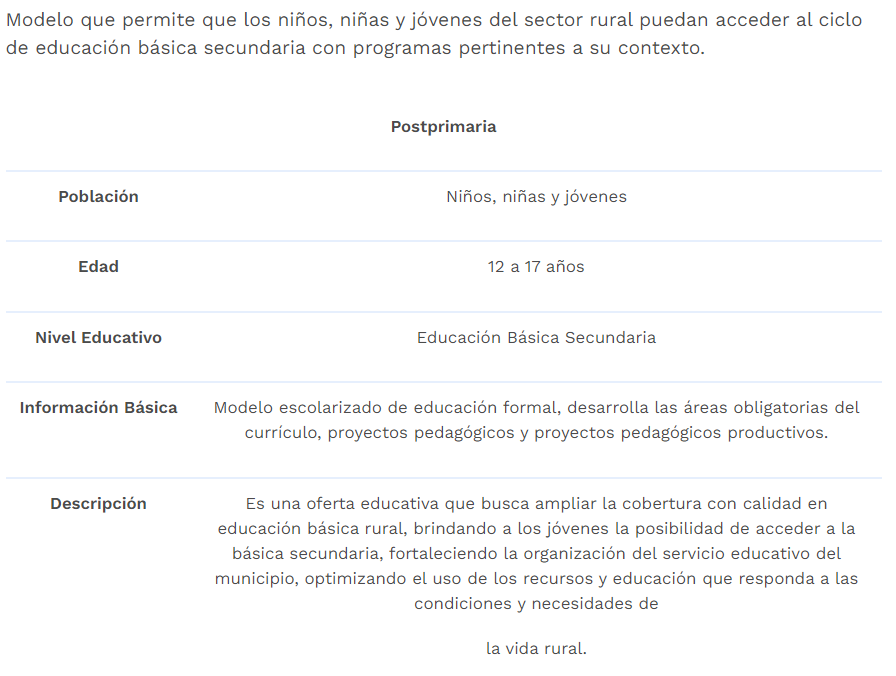 Modelo que permite que los niños, niñas y jóvenes del sector rural puedan acceder al ciclo
de educación básica secundaria con programas pertinentes a su contexto.
Postprimaria
Población
Niños, niñas y jóvenes
Edad
12 a 17 años
Nivel Educativo
Educación Básica Secundaria
Información Básica
Modelo escolarizado de educación formal, desarrolla las áreas obligatorias del
currículo, proyectos pedagógicos y proyectos pedagógicos productivos.
Descripción
Es una oferta educativa que busca ampliar la cobertura con calidad en
educación básica rural, brindando a los jóvenes la posibilidad de acceder a la
básica secundaria, fortaleciendo la organización del servicio educativo del
municipio, optimizando el uso de los recursos y educación que responda a las
condiciones y necesidades de
la vida rural.